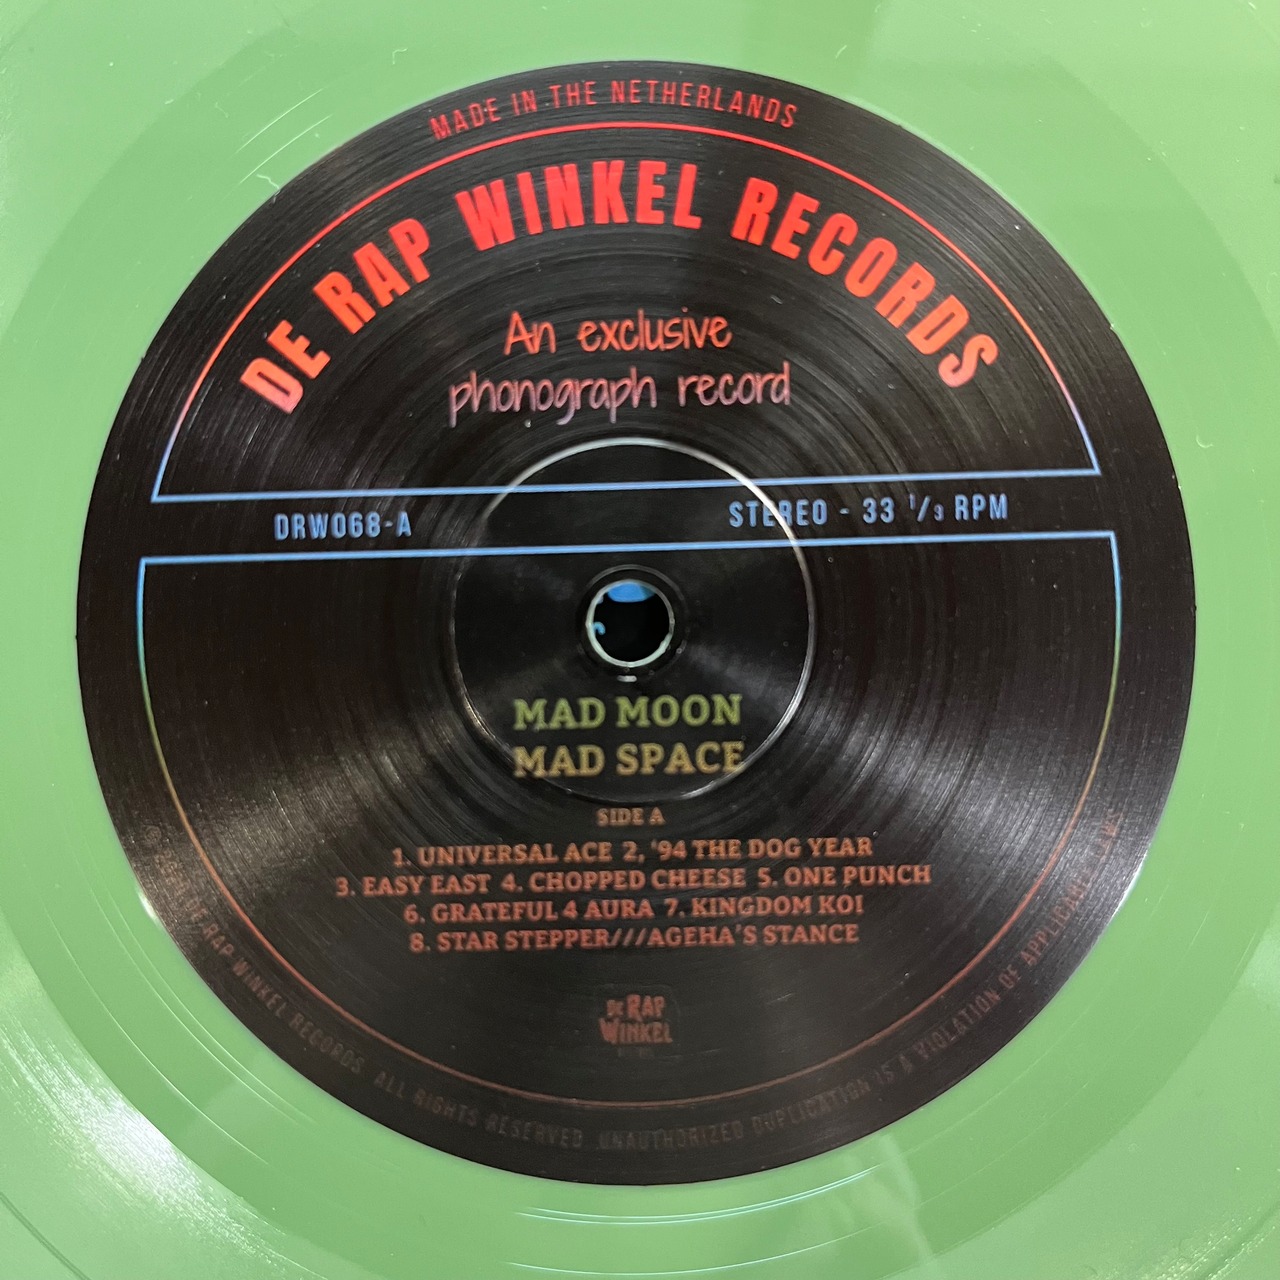 MADE IN THE NETHERLANDS
DE RAP WINKEL RECORDS
An exclusive
phonograph record
DRW068-A
STEREO - 33 1/3 RPM
MAD MOON
MAD SPACE
SIDE A
1. UNIVERSAL ACE 2, '94 THE DOG YEAR
3. EASY EAST 4. CHOPPED CHEESE 5. ONE PUNCH
6. GRATEFUL 4 AURA 7. KINGDOM KOI
8. STAR STEPPER///AGEHA'S STANCE
DE RAP
WINKEL
DE RAP WINKEL RECORDS. ALL RIGHTS RESERVED. UNAUTHORIZED DUPLICATION IS A VIOLATION OF APPLICABLE LAWS